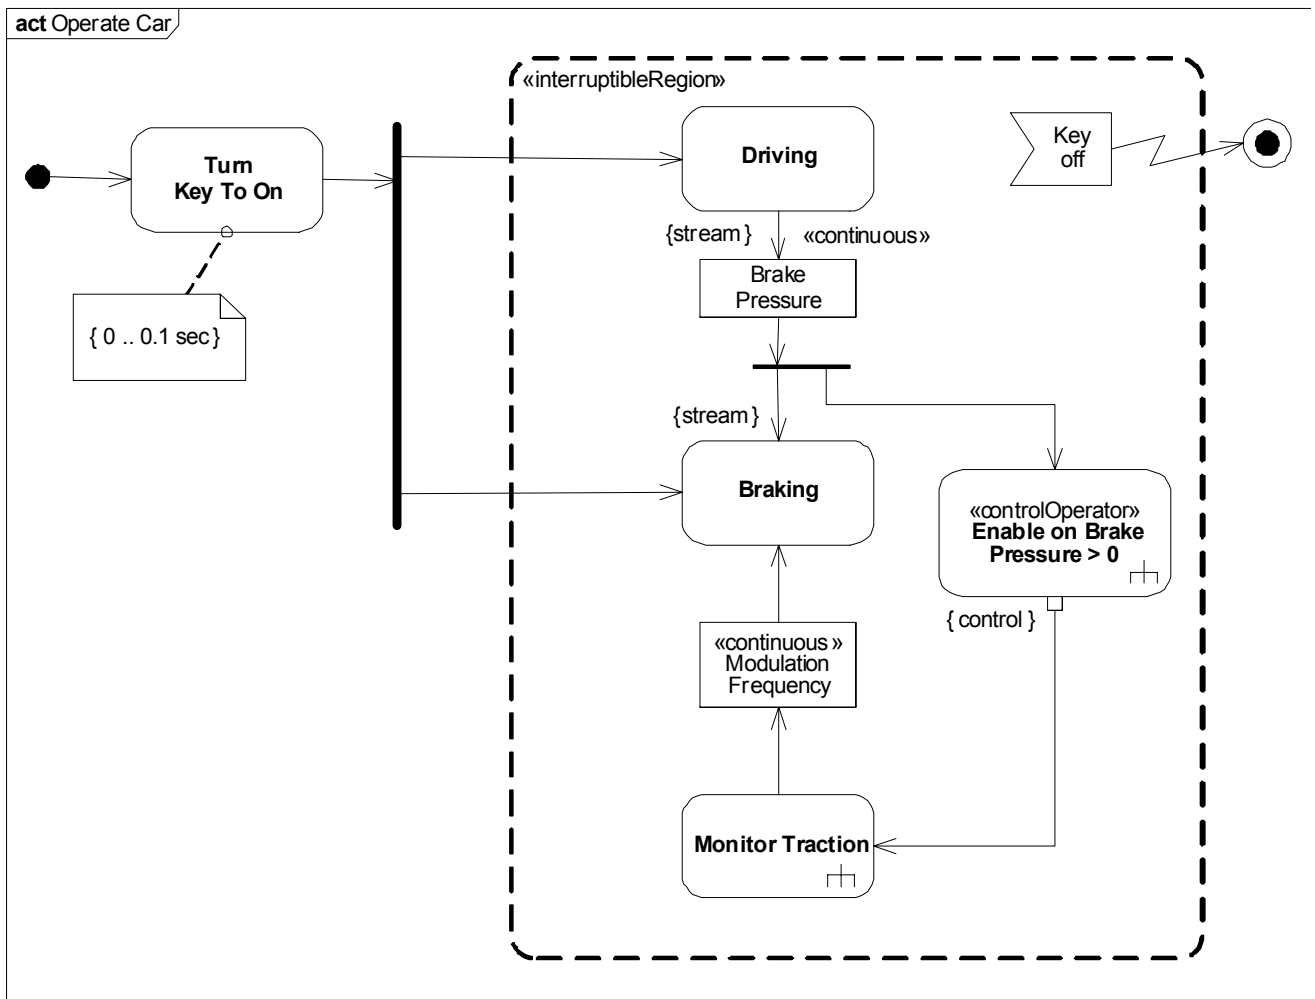 act Operate Car
«interruptibleRegion»
Turn
Key To On
{ 0 .. 0.1 sec}
Driving
Key
off
{stream} «continuous»
Brake
Pressure
{stream}
Braking
«controlOperator»
Enable on Brake
Pressure > 0
{ control }
«continuous»
Modulation
Frequency
Monitor Traction